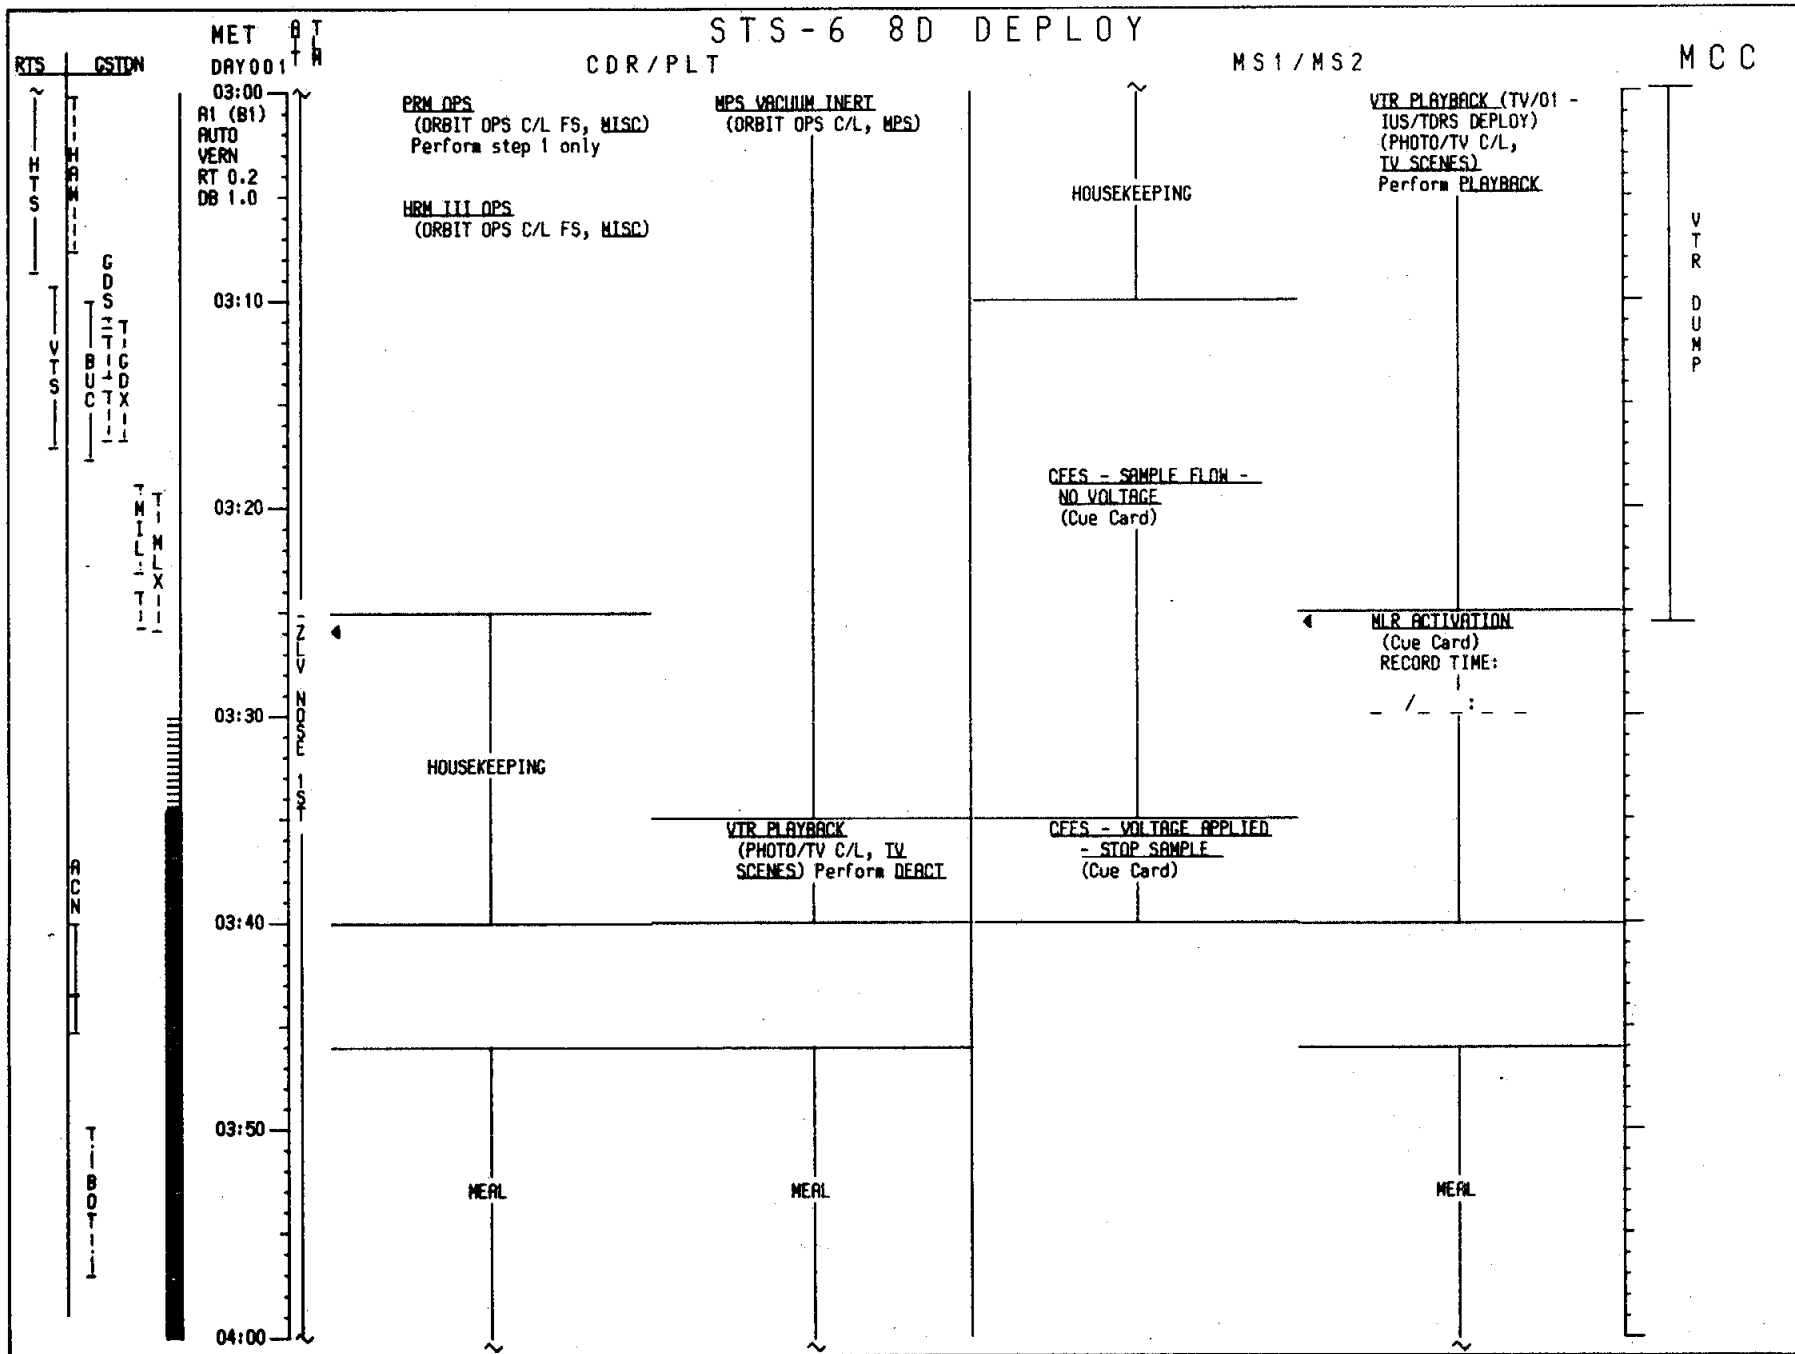 STS-6 8D DEPLOY
MET
ATT
TLM
RTS
GSTDN
DAY001
CDR/PLT
MS1/MS2
MCC
03:00
A1 (B1)
AUTO
VERN
RT 0.2
DB 1.0
03:10
03:20
03:30
03:40
03:50
04:00
HTS
HAW
GDS
VTS
BUC
GDX
MIL
MLX
ACN
BOT
-ZLV NOSE 1ST
PRM OPS
(ORBIT OPS C/L FS, MISC)
Perform step 1 only
HRM III OPS
(ORBIT OPS C/L FS, MISC)
HOUSEKEEPING
MEAL
MPS VACUUM INERT
(ORBIT OPS C/L, MPS)
VTR PLAYBACK
(PHOTO/TV C/L, TV
SCENES) Perform DEACT
MEAL
HOUSEKEEPING
CFES - SAMPLE FLOW -
NO VOLTAGE
(Cue Card)
CFES - VOLTAGE APPLIED
- STOP SAMPLE
(Cue Card)
VTR PLAYBACK (TV/01 -
IUS/TDRS DEPLOY)
(PHOTO/TV C/L,
TV SCENES)
Perform PLAYBACK
MLR ACTIVATION
(Cue Card)
RECORD TIME:
_ /_ _:_ _
MEAL
VTR DUMP